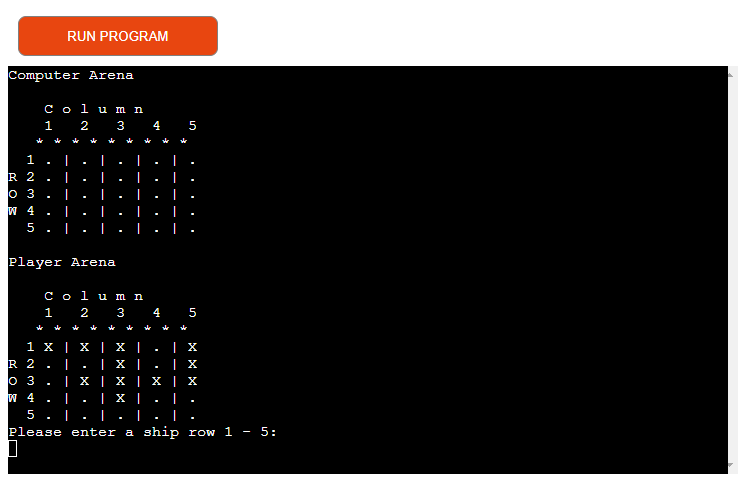 RUN PROGRAM
Computer Arena
C o l u m n
1 2 3 4 5
* * * * * * * * *
1 . | . | . | . | .
R 2 . | . | . | . | .
O 3 . | . | . | . | .
W 4 . | . | . | . | .
5 . | . | . | . | .
Player Arena
C o l u m n
1 2 3 4 5
* * * * * * * * *
1 X | X | X | . | X
R 2 . | . | X | . | X
O 3 . | X | X | X | X
W 4 . | . | X | . | .
5 . | . | . | . | .
Please enter a ship row 1 - 5: